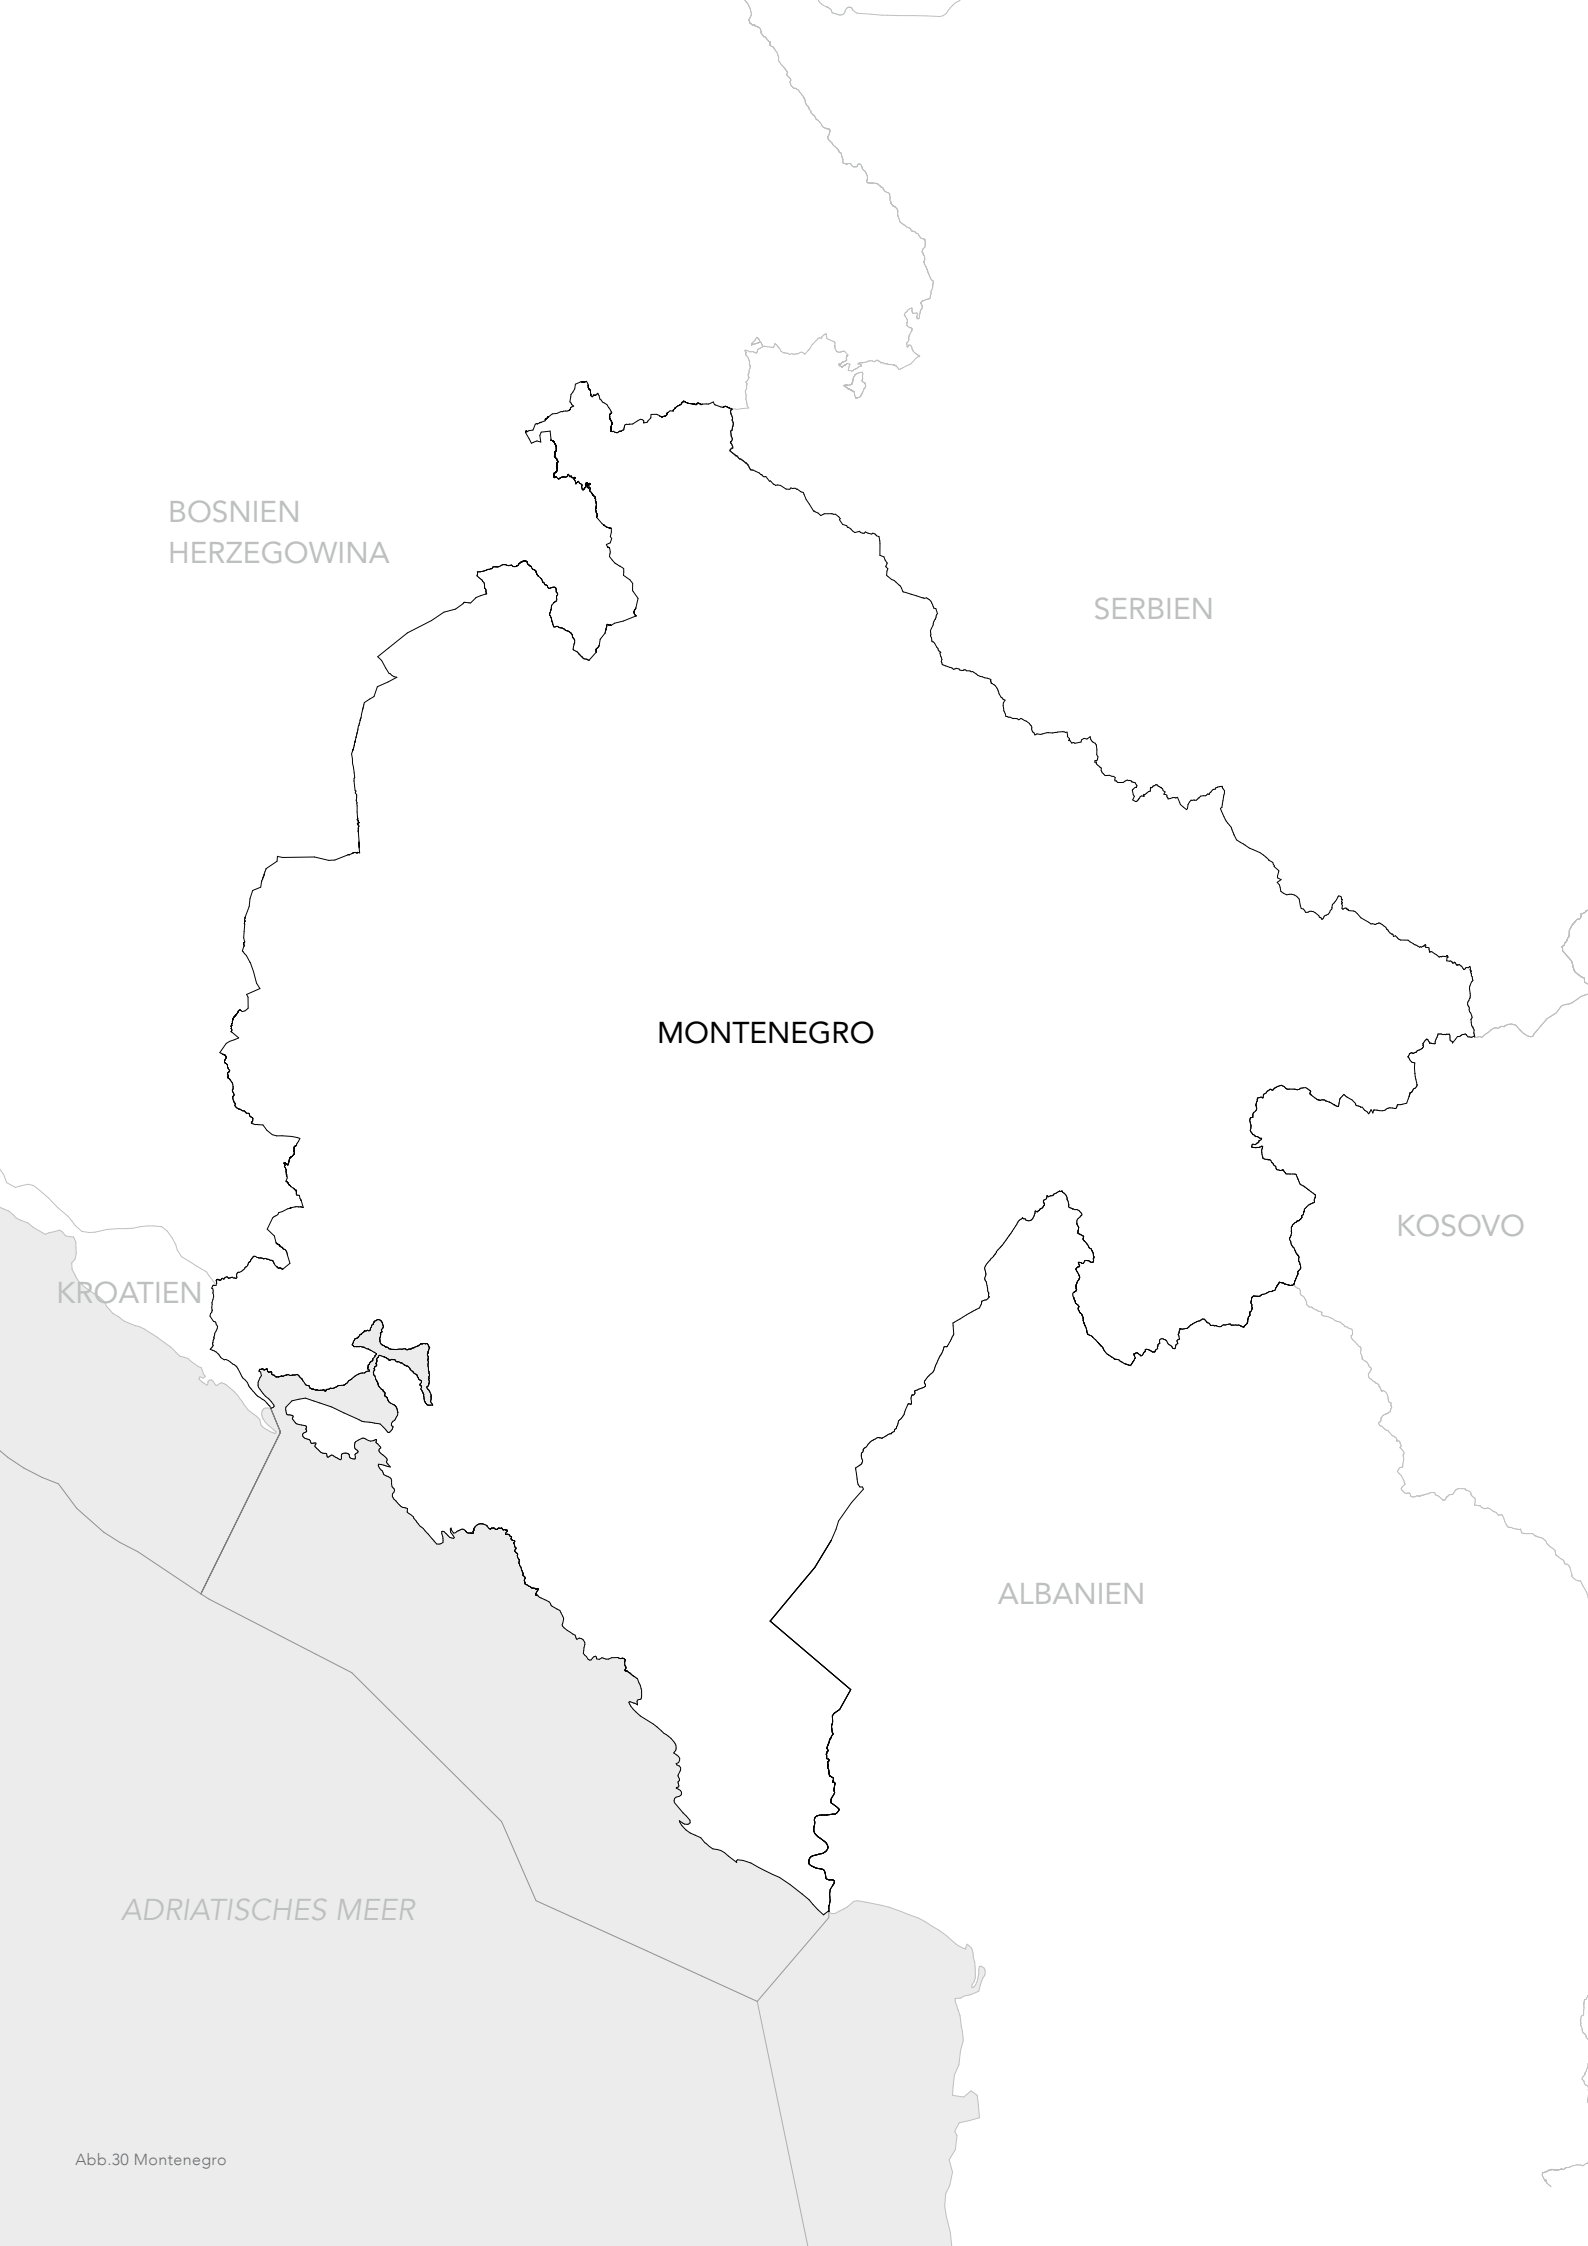 BOSNIEN
HERZEGOWINA
SERBIEN
MONTENEGRO
KOSOVO
KROATIEN
ALBANIEN
ADRIATISCHES MEER
Abb.30 Montenegro